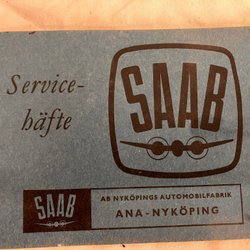 Service-
häfte
SAAB
SAAB
AB NYKÖPINGS AUTOMOBILFABRIK
ANA-NYKÖPING